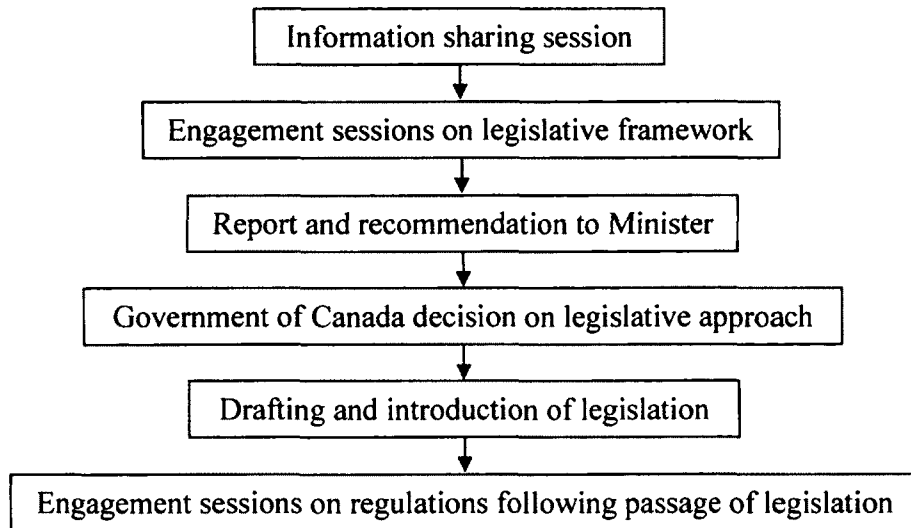 Information sharing session
Engagement sessions on legislative framework
Report and recommendation to Minister
Government of Canada decision on legislative approach
Drafting and introduction of legislation
Engagement sessions on regulations following passage of legislation